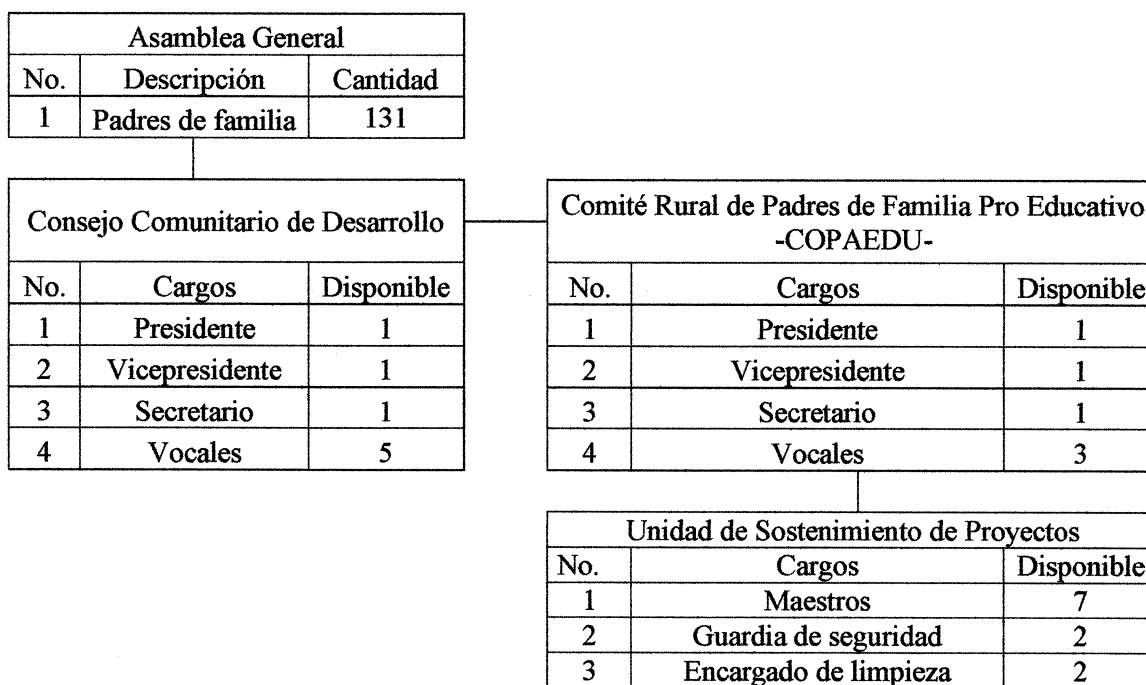 Asamblea General
No. Descripción Cantidad
1 Padres de familia 131
Consejo Comunitario de Desarrollo
No. Cargos Disponible
1 Presidente 1
2 Vicepresidente 1
3 Secretario 1
4 Vocales 5
Comité Rural de Padres de Familia Pro Educativo
-COPAEDU-
No. Cargos Disponible
1 Presidente 1
2 Vicepresidente 1
3 Secretario 1
4 Vocales 3
Unidad de Sostenimiento de Proyectos
No. Cargos Disponible
1 Maestros 7
2 Guardia de seguridad 2
3 Encargado de limpieza 2